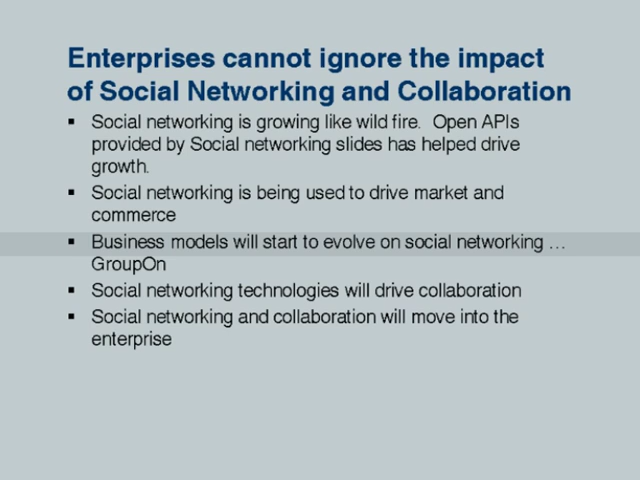 Enterprises cannot ignore the impact
of Social Networking and Collaboration
▪ Social networking is growing like wild fire.  Open APIs
provided by Social networking slides has helped drive
growth.
▪ Social networking is being used to drive market and
commerce
▪ Business models will start to evolve on social networking …
GroupOn
▪ Social networking technologies will drive collaboration
▪ Social networking and collaboration will move into the
enterprise